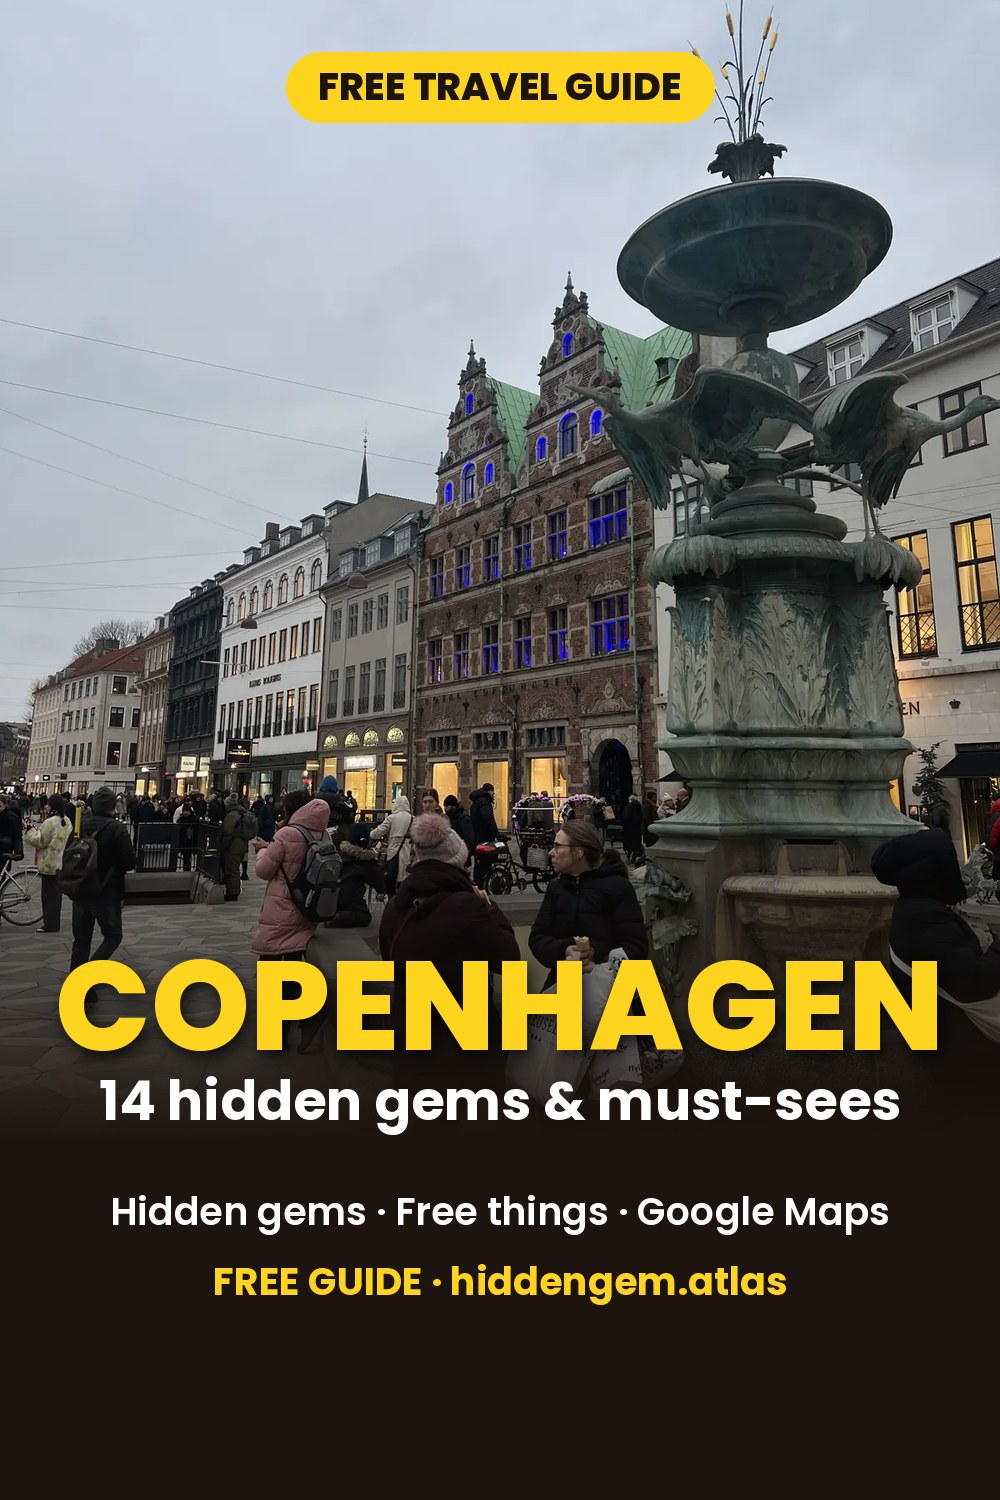 FREE TRAVEL GUIDE
EN
COPENHAGEN
14 hidden gems & must-sees
Hidden gems · Free things · Google Maps
FREE GUIDE · hiddengem.atlas